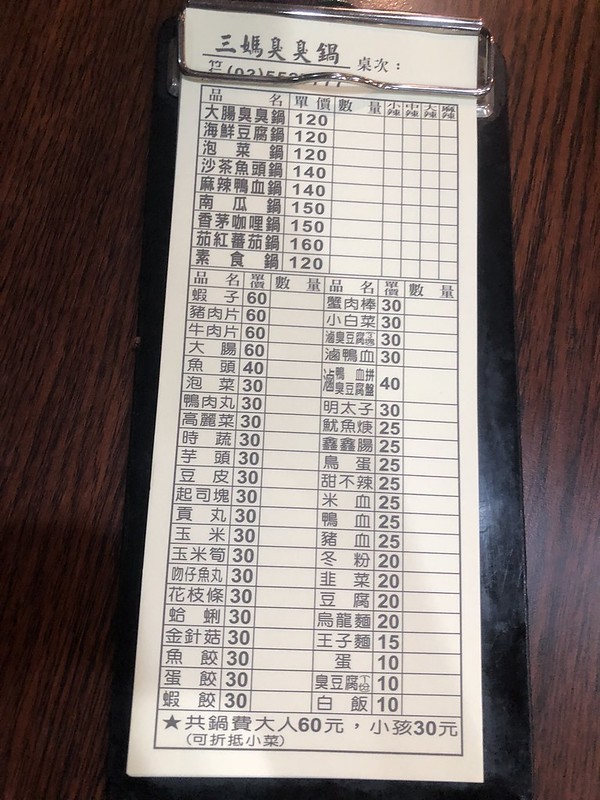 三媽臭臭鍋 桌次：
品名 單價 數量 小辣 中辣 大辣 麻辣
大腸臭臭鍋 120
海鮮豆腐鍋 120
泡菜鍋 120
沙茶魚頭鍋 140
麻辣鴨血鍋 140
南瓜鍋 150
香茅咖哩鍋 150
茄紅蕃茄鍋 160
素食鍋 120
品名 單價 數量 品名 單價 數量
蝦子 60 蟹肉棒 30
豬肉片 60 小白菜 30
牛肉片 60 滷臭豆腐 30
大腸 60 滷鴨血 30
魚頭 40 滷鴨血拼滷臭豆腐盤 40
泡菜 30 明太子 30
鴨肉丸 30 魷魚焿 25
高麗菜 30 鑫鑫腸 25
時蔬 30 鳥蛋 25
芋頭 30 甜不辣 25
豆皮 30 米血 25
起司塊 30 鴨血 25
貢丸 30 豬血 25
玉米 30 冬粉 20
玉米筍 30 韭菜 20
吻仔魚丸 30 豆腐 20
花枝條 30 烏龍麵 20
蛤蜊 30 王子麵 15
金針菇 30 蛋 10
魚餃 30 臭豆腐 10
蛋餃 30 白飯 10
蝦餃 30
★共鍋費大人60元，小孩30元
(可折抵小菜)